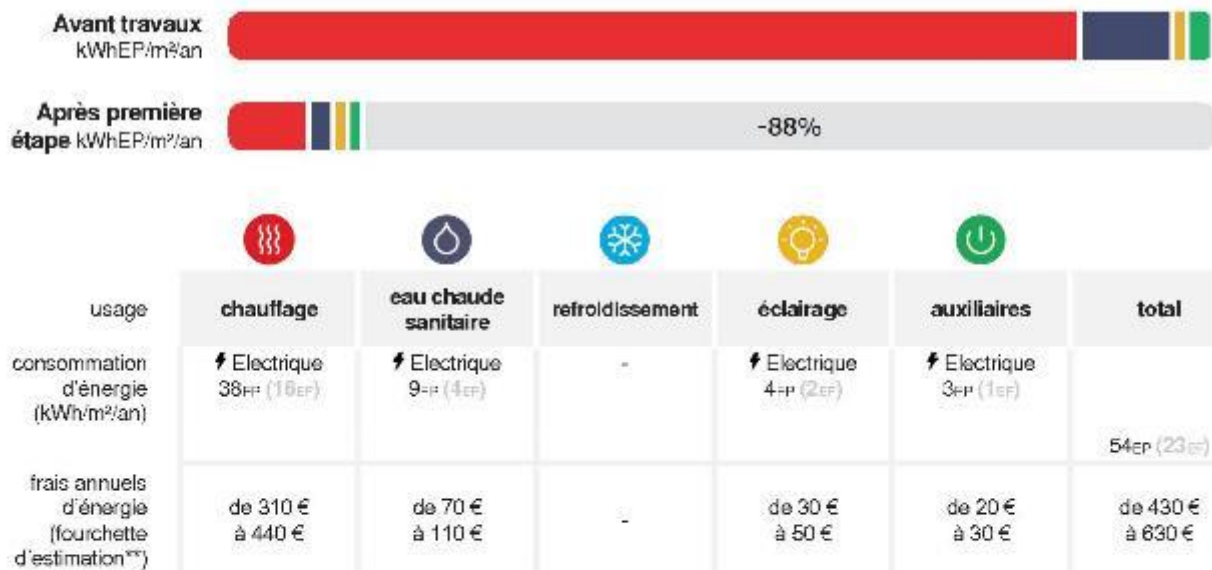 Avant travaux
kWhEP/m²/an
Après première
étape kWhEP/m²/an
-88%
usage
chauffage
eau chaude
sanitaire
refroidissement
éclairage
auxiliaires
total
consommation
d'énergie
(kWh/m²/an)
Electrique
38EP (16EF)
Electrique
9EP (4EF)
-
Electrique
4EP (2EF)
Electrique
3EP (1EF)
54EP (23EF)
frais annuels
d'énergie
(fourchette
d'estimation**)
de 310 €
à 440 €
de 70 €
à 110 €
-
de 30 €
à 50 €
de 20 €
à 30 €
de 430 €
à 630 €